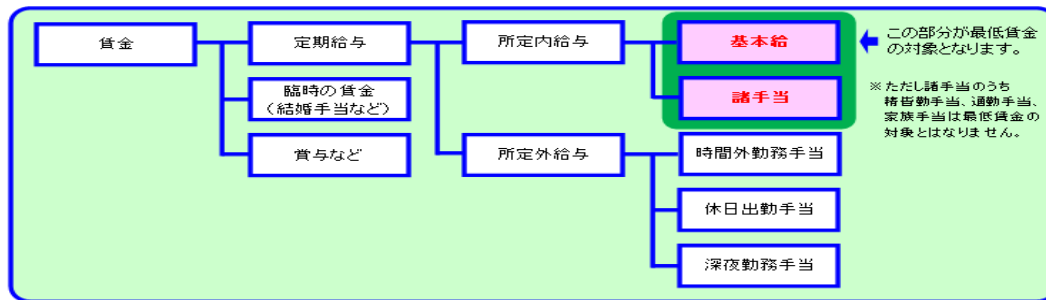 賃金
定期給与
所定内給与
基本給
この部分が最低賃金
の対象となります。
臨時の賃金
(結婚手当など)
諸手当
※ただし諸手当のうち
精皆勤手当、通勤手当、
家族手当は最低賃金の
対象とはなりません。
賞与など
所定外給与
時間外勤務手当
休日出勤手当
深夜勤務手当